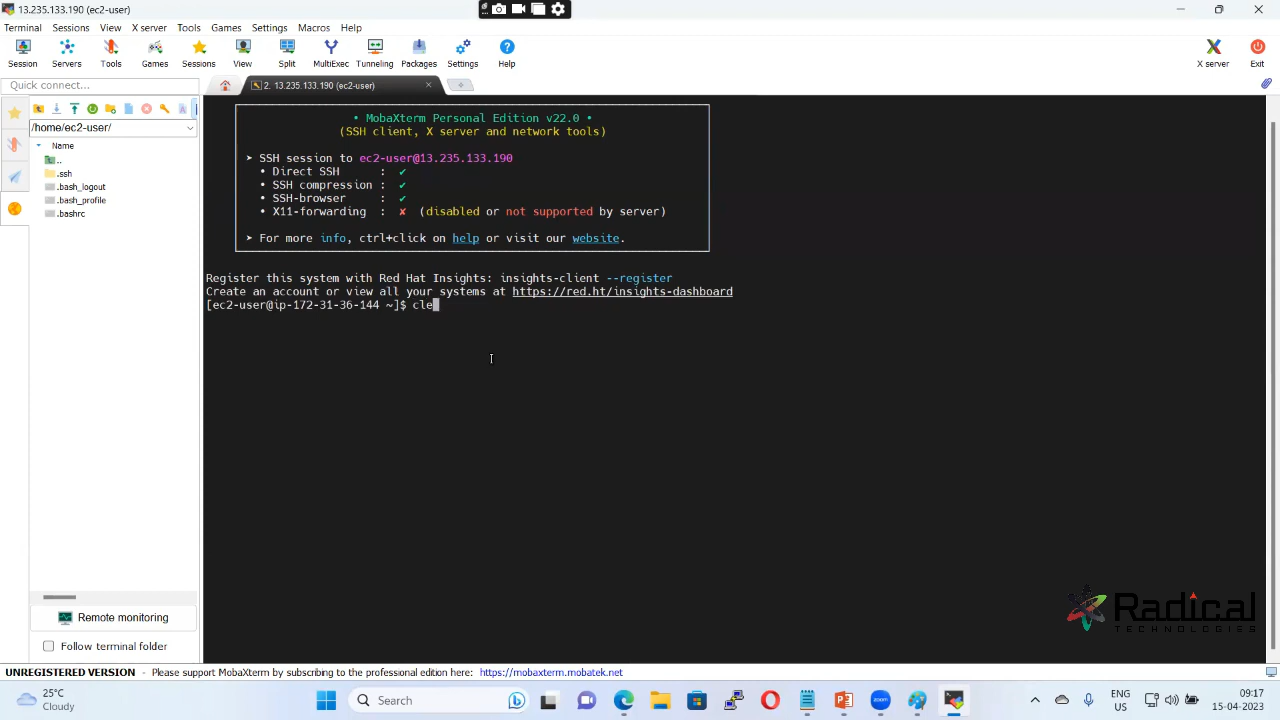 13.235.133.190 (ec2-user)
Terminal Sessions View X server Tools Games Settings Macros Help
Session Servers Tools Games Sessions View Split MultiExec Tunneling Packages Settings Help X server Exit
Quick connect...
2. 13.235.133.190 (ec2-user)
/home/ec2-user/
Name
..
.ssh
.bash_logout
.bash_profile
.bashrc
• MobaXterm Personal Edition v22.0 •
(SSH client, X server and network tools)
➤ SSH session to ec2-user@13.235.133.190
• Direct SSH : ✔
• SSH compression : ✔
• SSH-browser : ✔
• X11-forwarding : ✘ (disabled or not supported by server)
➤ For more info, ctrl+click on help or visit our website.
Register this system with Red Hat Insights: insights-client --register
Create an account or view all your systems at https://red.ht/insights-dashboard
[ec2-user@ip-172-31-36-144 ~]$ cle
Remote monitoring
Follow terminal folder
Radical
TECHNOLOGIES
UNREGISTERED VERSION - Please support MobaXterm by subscribing to the professional edition here: https://mobaxterm.mobatek.net
25°C
Cloudy
Search
ENG
US
09:17
15-04-2023